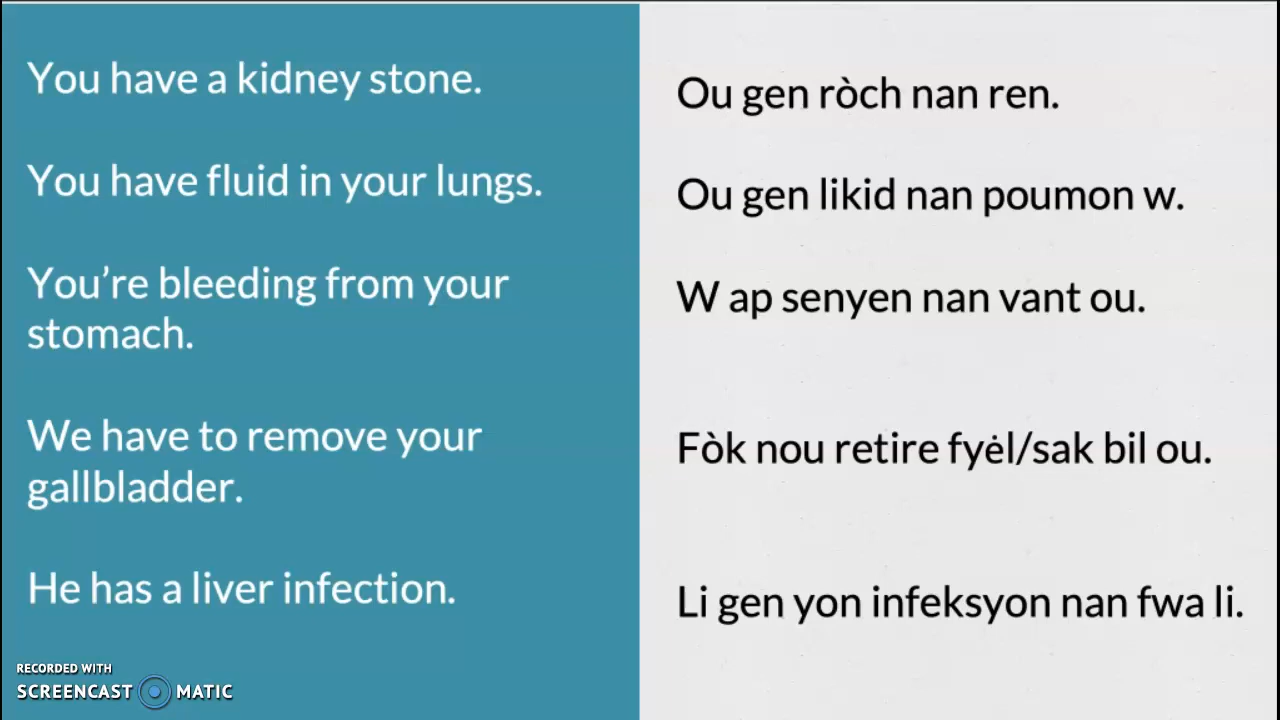 You have a kidney stone.
You have fluid in your lungs.
You're bleeding from your
stomach.
We have to remove your
gallbladder.
He has a liver infection.
Ou gen ròch nan ren.
Ou gen likid nan poumon w.
W ap senyen nan vant ou.
Fòk nou retire fyėl/sak bil ou.
Li gen yon infeksyon nan fwa li.
RECORDED WITH
SCREENCAST MATIC